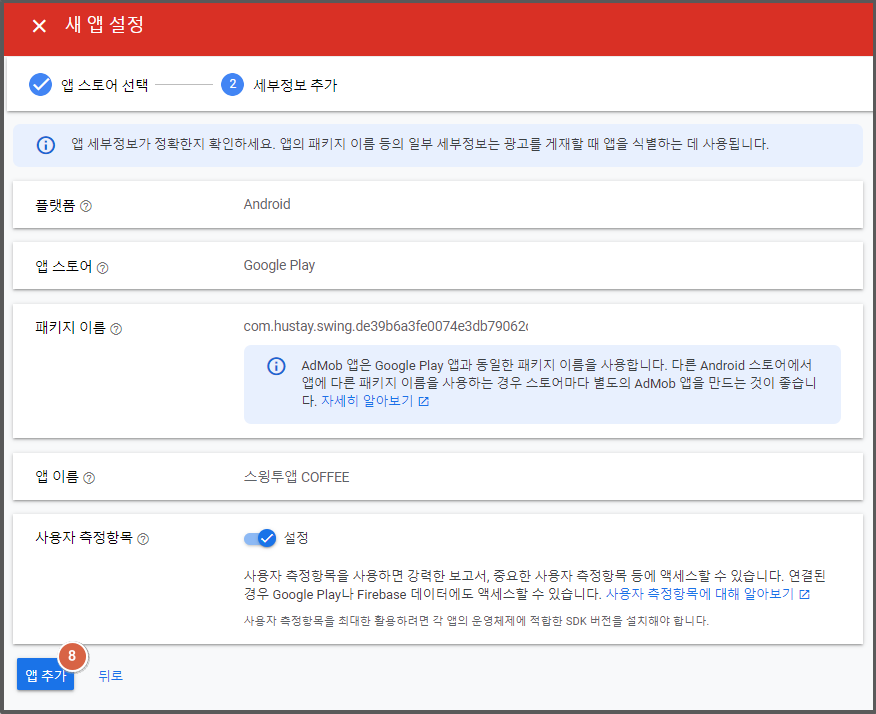 새 앱 설정
앱 스토어 선택
2 세부정보 추가
앱 세부정보가 정확한지 확인하세요. 앱의 패키지 이름 등의 일부 세부정보는 광고를 게재할 때 앱을 식별하는 데 사용됩니다.
플랫폼 Android
앱 스토어 Google Play
패키지 이름 com.hustay.swing.de39b6a3fe0074e3db79062
AdMob 앱은 Google Play 앱과 동일한 패키지 이름을 사용합니다. 다른 Android 스토어에서
앱에 다른 패키지 이름을 사용하는 경우 스토어마다 별도의 AdMob 앱을 만드는 것이 좋습니
다. 자세히 알아보기
앱 이름 스윙투앱 COFFEE
사용자 측정항목 설정
사용자 측정항목을 사용하면 강력한 보고서, 중요한 사용자 측정항목 등에 액세스할 수 있습니다. 연결된
경우 Google Play나 Firebase 데이터에도 액세스할 수 있습니다. 사용자 측정항목에 대해 알아보기
사용자 측정항목을 최대한 활용하려면 각 앱의 운영체제에 적합한 SDK 버전을 설치해야 합니다.
8
앱 추가 뒤로